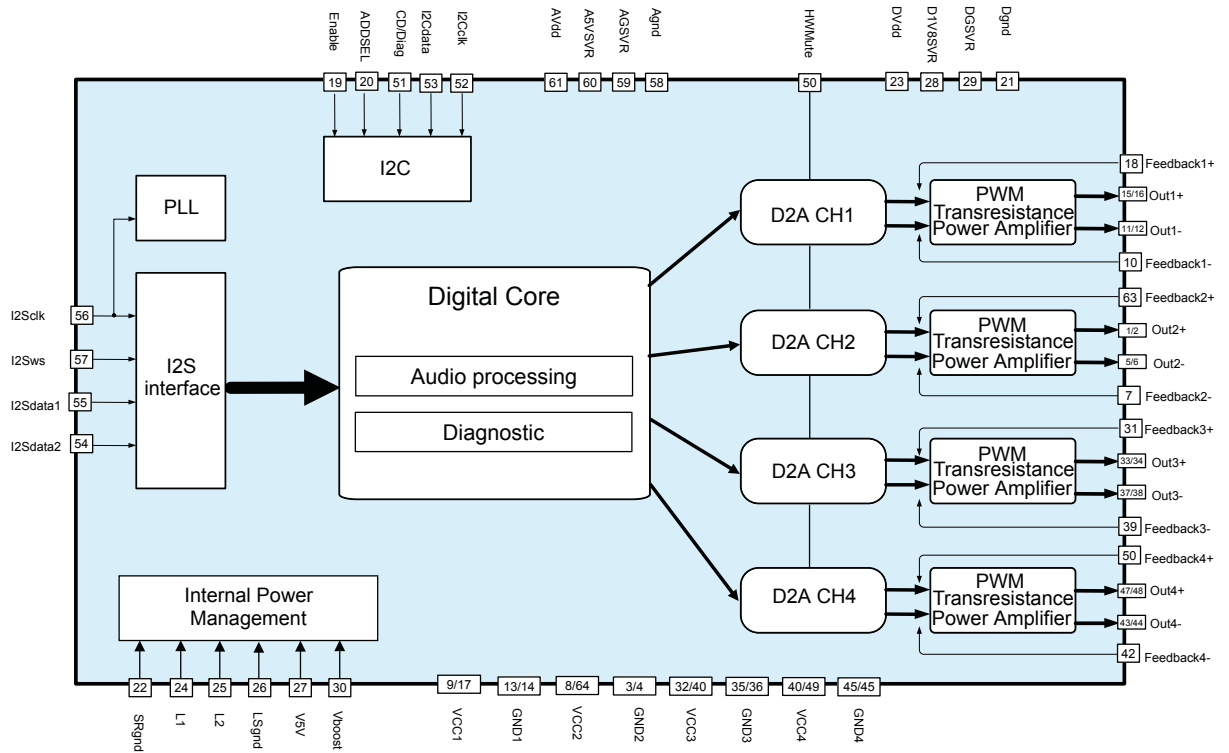 Enable
ADDSEL
CD/Diag
I2Cdata
I2Cclk
AVdd
A5VSVR
AGSVR
Agnd
HWMute
DVdd
D1V8SVR
DGSVR
Dgnd
19
20
51
53
52
61
60
59
58
50
23
28
29
21
I2C
PLL
I2Sclk
56
I2Sws
57
I2Sdata1
55
I2Sdata2
54
I2S
interface
Digital Core
Audio processing
Diagnostic
D2A CH1
PWM
Transresistance
Power Amplifier
18 Feedback1+
15/16 Out1+
11/12 Out1-
10 Feedback1-
D2A CH2
PWM
Transresistance
Power Amplifier
63 Feedback2+
1/2 Out2+
5/6 Out2-
7 Feedback2-
D2A CH3
PWM
Transresistance
Power Amplifier
31 Feedback3+
33/34 Out3+
37/38 Out3-
39 Feedback3-
D2A CH4
PWM
Transresistance
Power Amplifier
50 Feedback4+
47/48 Out4+
43/44 Out4-
42 Feedback4-
Internal Power
Management
22
24
25
26
27
30
9/17
13/14
8/64
3/4
32/40
35/36
40/49
45/45
SRgnd
L1
L2
LSgnd
V5V
Vboost
VCC1
GND1
VCC2
GND2
VCC3
GND3
VCC4
GND4